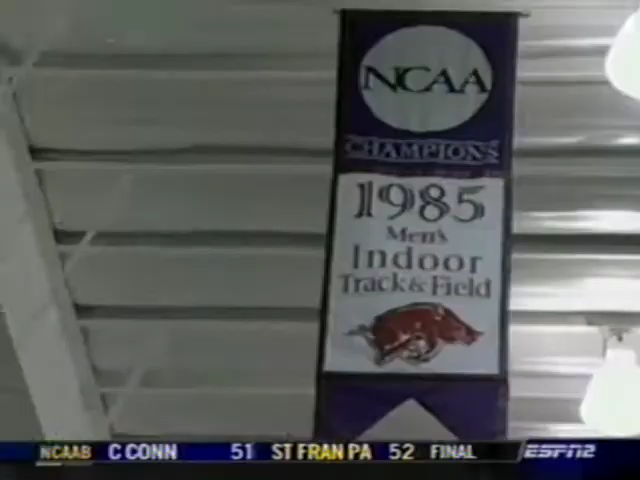 NCAA
CHAMPIONS
1985
Men's
Indoor
Track & Field
NCAAB C CONN 51 ST FRAN PA 52 FINAL ESPN2